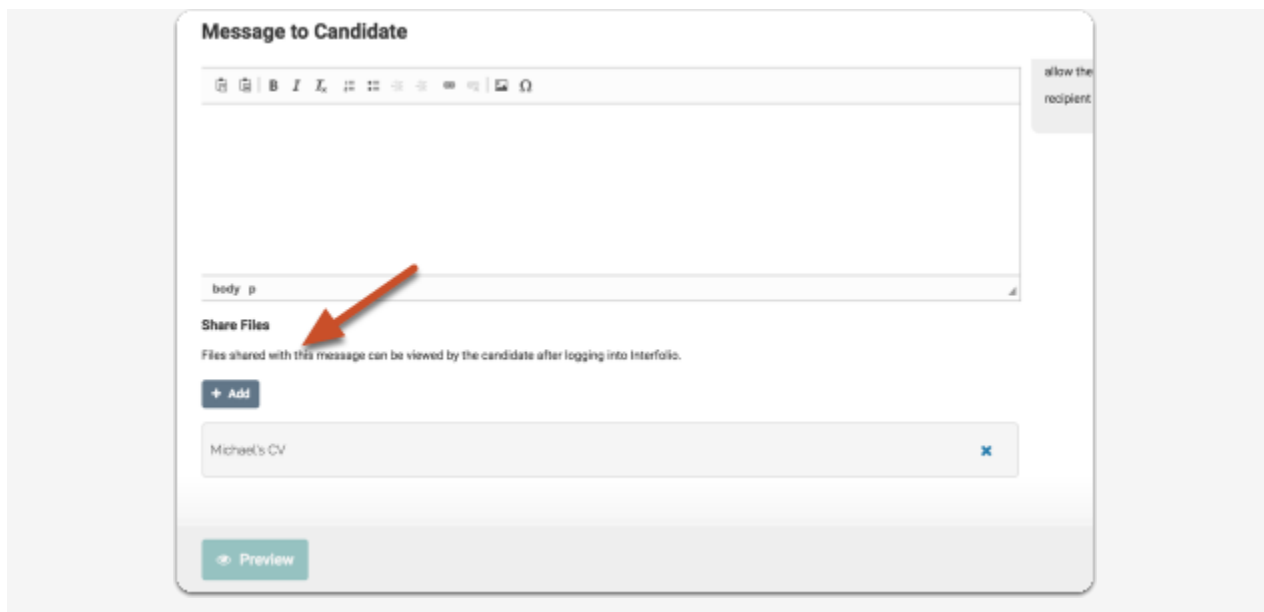 Message to Candidate
allow the
recipient
B I Ix Ω
body p
Share Files
Files shared with this message can be viewed by the candidate after logging into Interfolio.
+ Add
Michael's CV
Preview